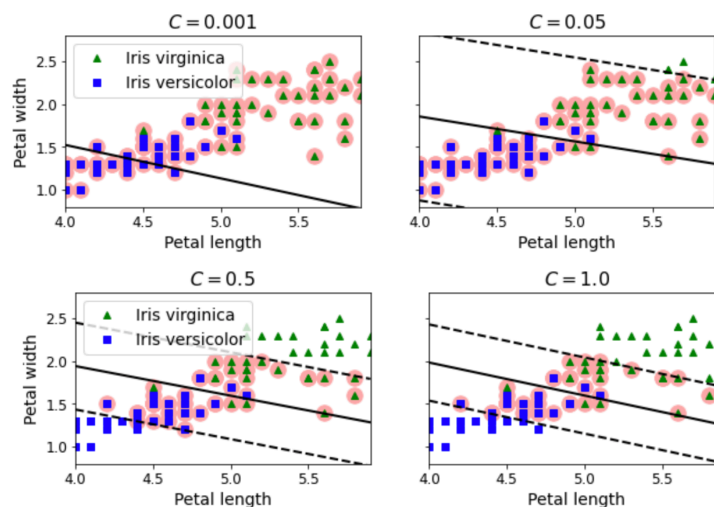 C = 0.001
Iris virginica
Iris versicolor
2.5
2.0
1.5
1.0
Petal width
4.0 4.5 5.0 5.5
Petal length
C = 0.05
4.0 4.5 5.0 5.5
Petal length
C = 0.5
Iris virginica
Iris versicolor
2.5
2.0
1.5
1.0
Petal width
4.0 4.5 5.0 5.5
Petal length
C = 1.0
4.0 4.5 5.0 5.5
Petal length